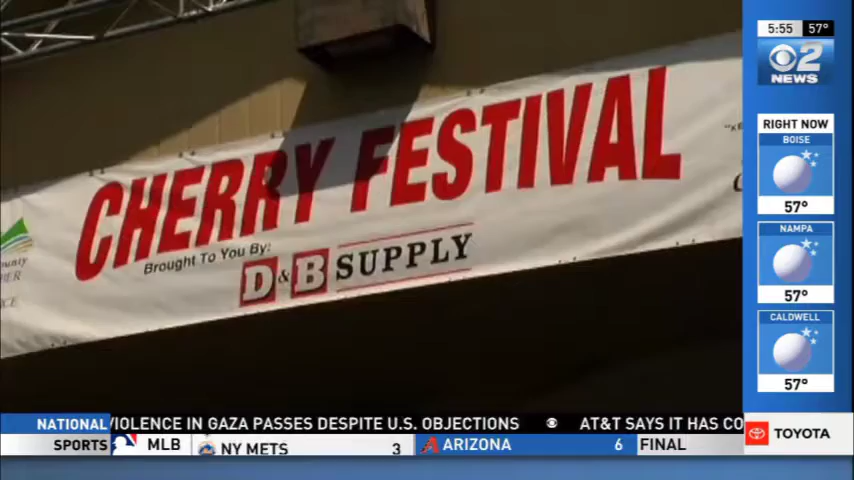 5:55 57°
2
NEWS
CHERRY FESTIVAL
Brought To You By:
D&B SUPPLY
RIGHT NOW
BOISE
57°
NAMPA
57°
CALDWELL
57°
NATIONAL
VIOLENCE IN GAZA PASSES DESPITE U.S. OBJECTIONS
AT&T SAYS IT HAS CO
SPORTS
MLB
NY METS 3
ARIZONA 6
FINAL
TOYOTA